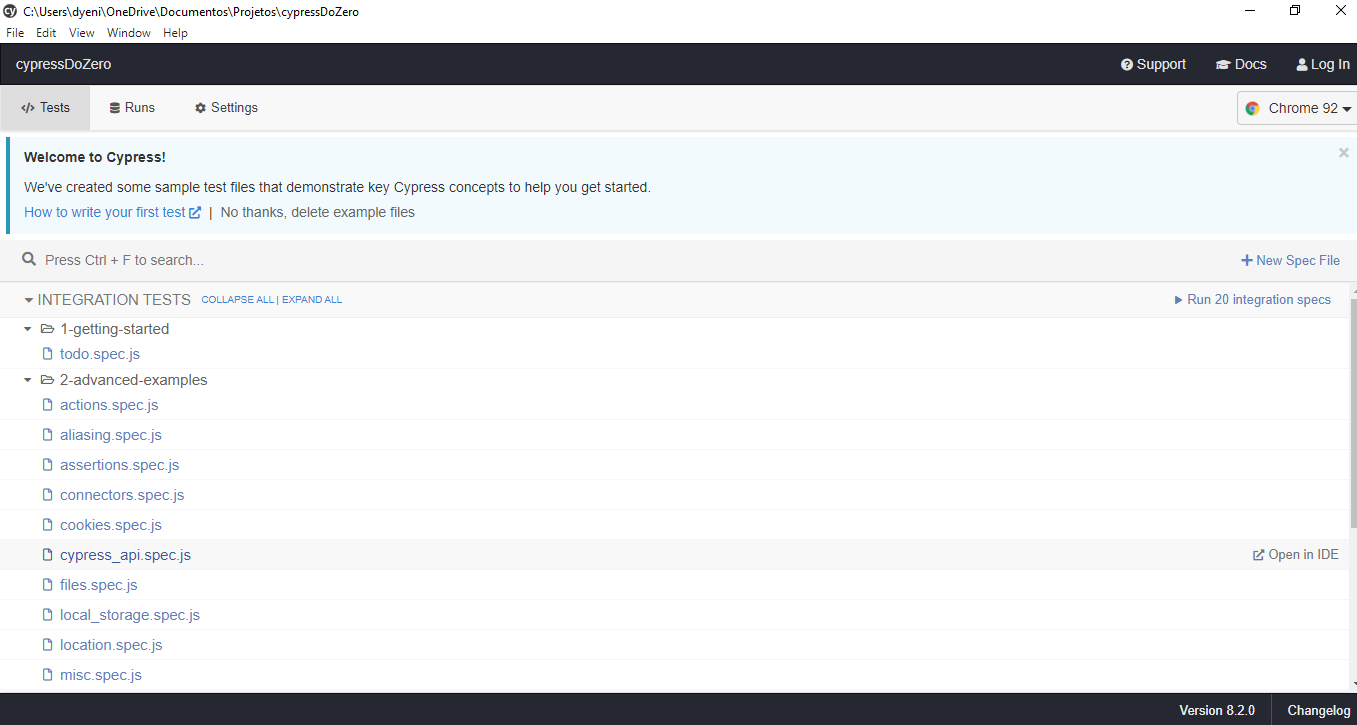 cy C:\Users\dyeni\OneDrive\Documentos\Projetos\cypressDoZero
File Edit View Window Help
cypressDoZero Support Docs Log In
</> Tests Runs Settings Chrome 92
Welcome to Cypress!
We've created some sample test files that demonstrate key Cypress concepts to help you get started.
How to write your first test | No thanks, delete example files
Press Ctrl + F to search...
+ New Spec File
INTEGRATION TESTS COLLAPSE ALL | EXPAND ALL Run 20 integration specs
1-getting-started
todo.spec.js
2-advanced-examples
actions.spec.js
aliasing.spec.js
assertions.spec.js
connectors.spec.js
cookies.spec.js
cypress_api.spec.js Open in IDE
files.spec.js
local_storage.spec.js
location.spec.js
misc.spec.js
Version 8.2.0 Changelog